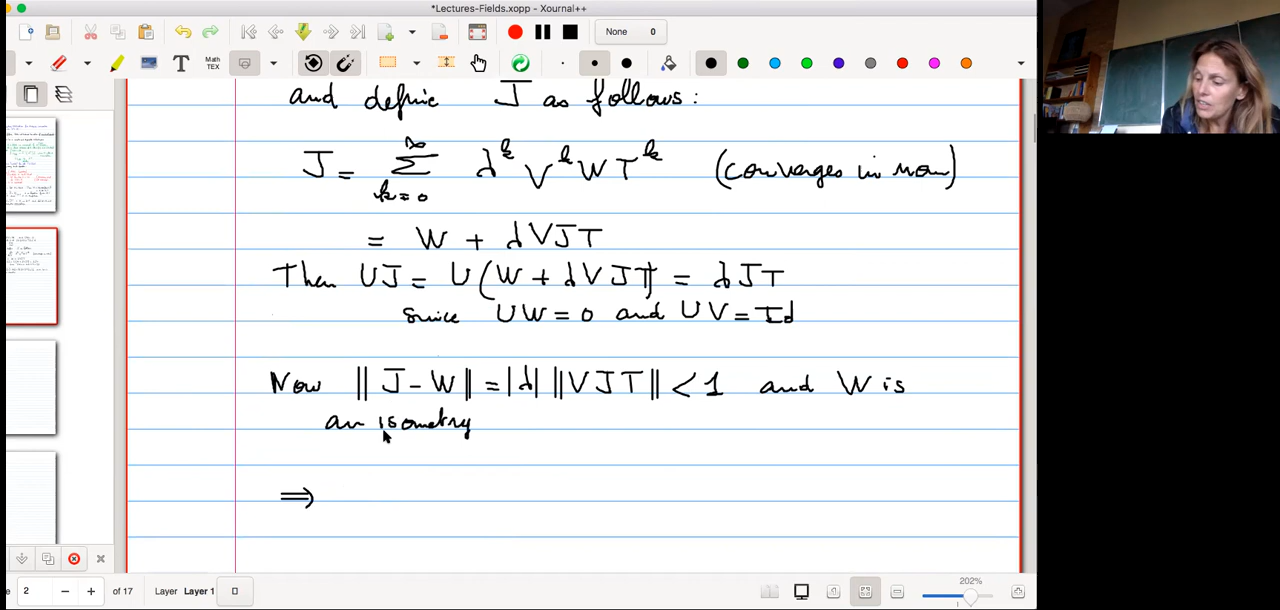 *Lectures-Fields.xopp - Xournal++
None 0
Math TEX
and define J as follows:
J = ∑_{k=0}^{∞} λ^k V^k W T^k (converges in norm)
= W + λVJT
Then UJ = U(W + λVJT) = λJT
since UW = 0 and UV = Id
Now ‖J-W‖ = |λ| ‖VJT‖ < 1 and W is
an isometry
⟹
2 of 17 Layer Layer 1 202%